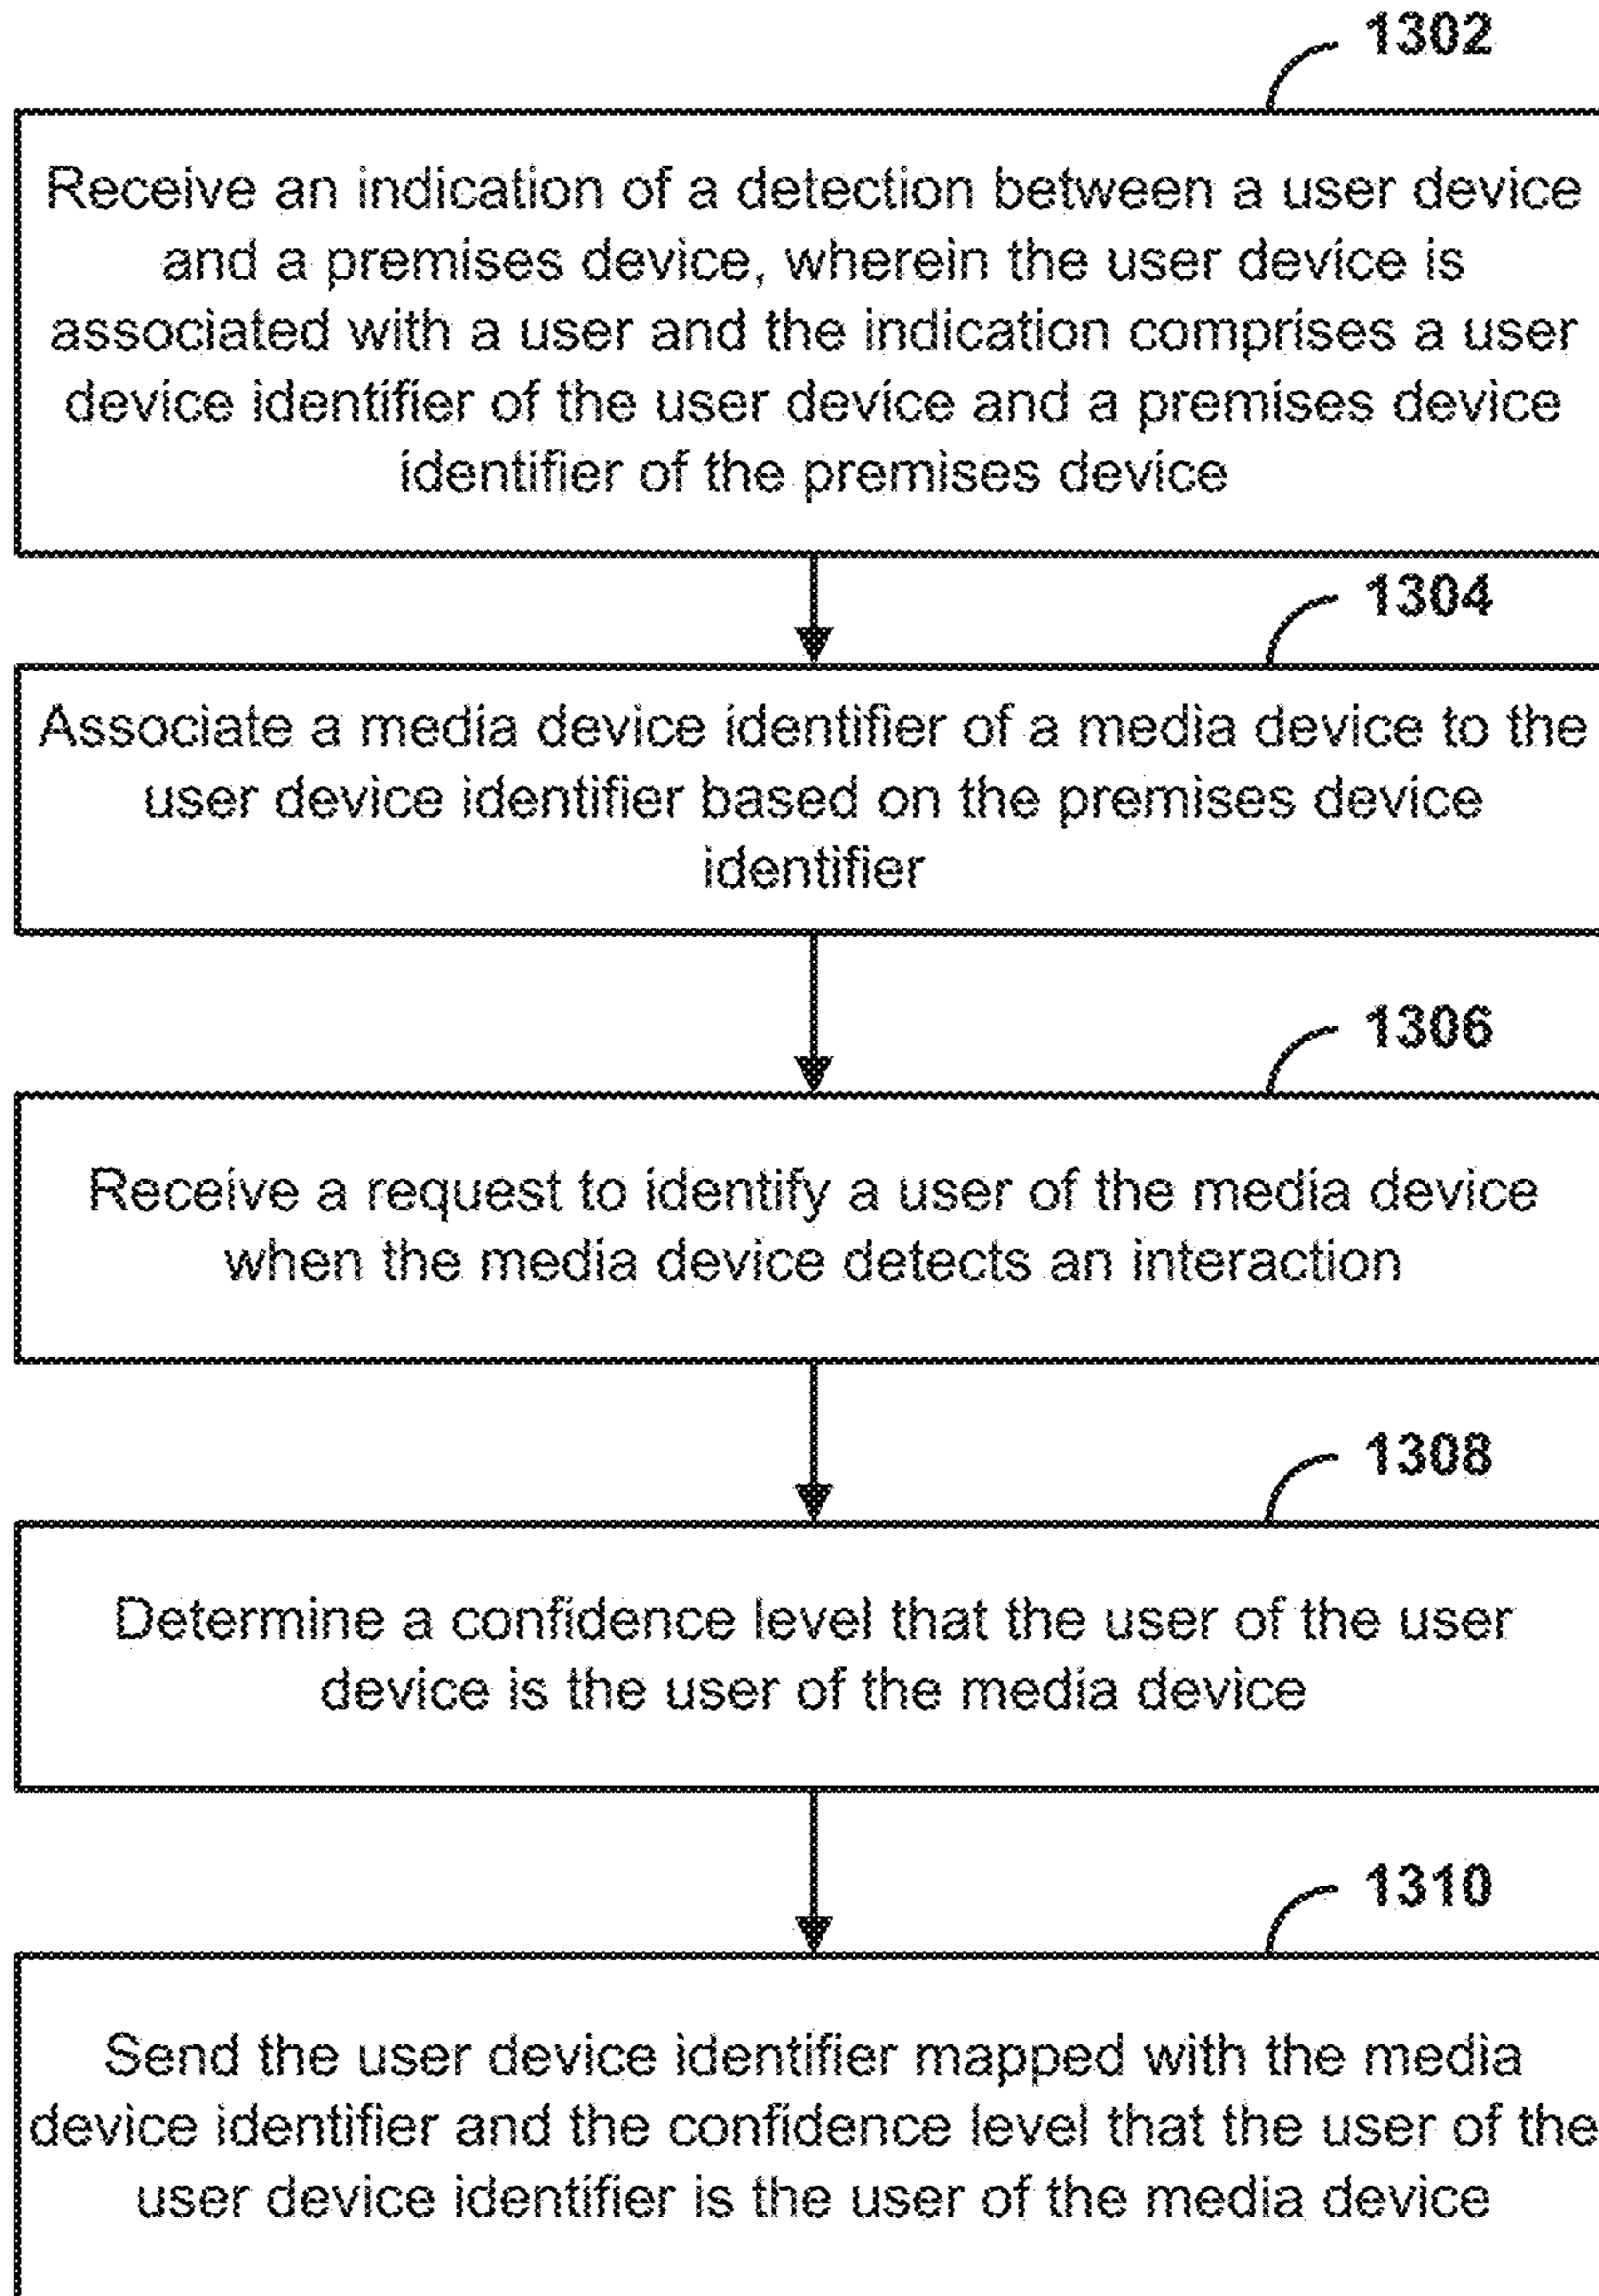 1302
Receive an indication of a detection between a user device
and a premises device, wherein the user device is
associated with a user and the indication comprises a user
device identifier of the user device and a premises device
identifier of the premises device
1304
Associate a media device identifier of a media device to the
user device identifier based on the premises device
identifier
1306
Receive a request to identify a user of the media device
when the media device detects an interaction
1308
Determine a confidence level that the user of the user
device is the user of the media device
1310
Send the user device identifier mapped with the media
device identifier and the confidence level that the user of the
user device identifier is the user of the media device